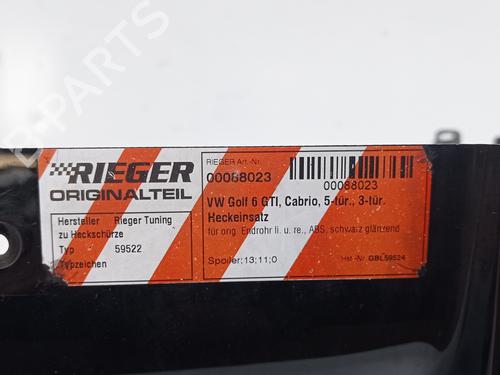 B-PARTS
RIEGER
ORIGINALTEIL
Hersteller Rieger Tuning
zu Heckschürze
Typ 59522
Typzeichen
RIEGER Art.-Nr.
00088023
00088023
VW Golf 6 GTI, Cabrio, 5-tür., 3-tür.
Heckeinsatz
für orig. Endrohr li. u. re., ABS, schwarz glänzend
Spoiler:13;11;0
Hst.-Nr. GBL59524